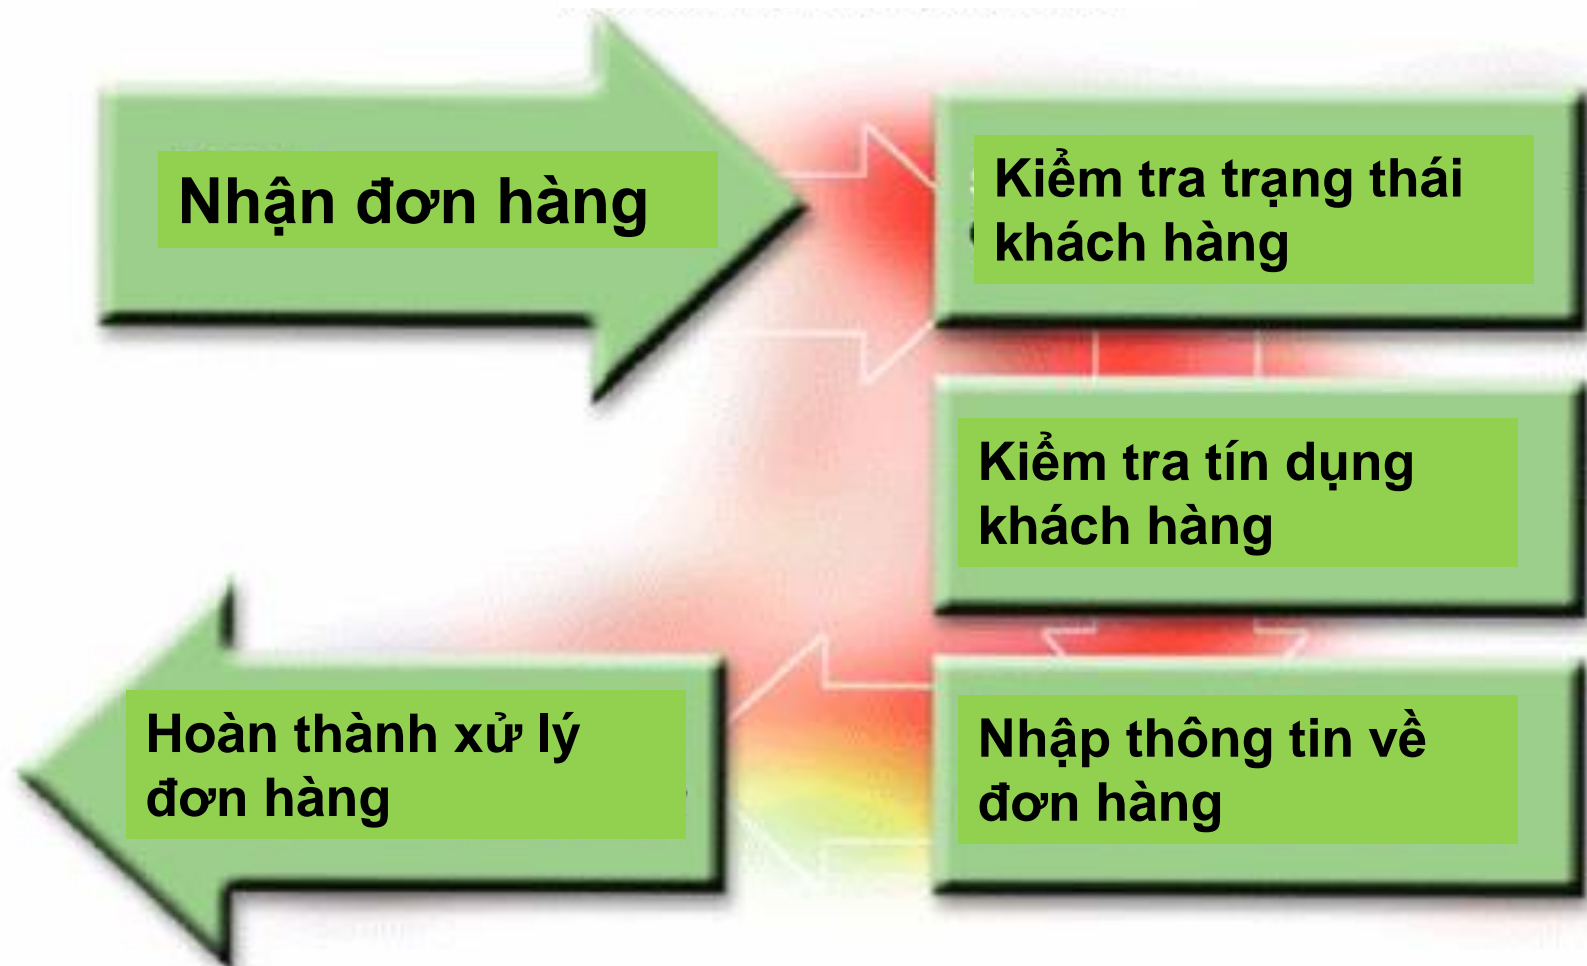 Nhận đơn hàng
Kiểm tra trạng thái
khách hàng
Kiểm tra tín dụng
khách hàng
Nhập thông tin về
đơn hàng
Hoàn thành xử lý
đơn hàng